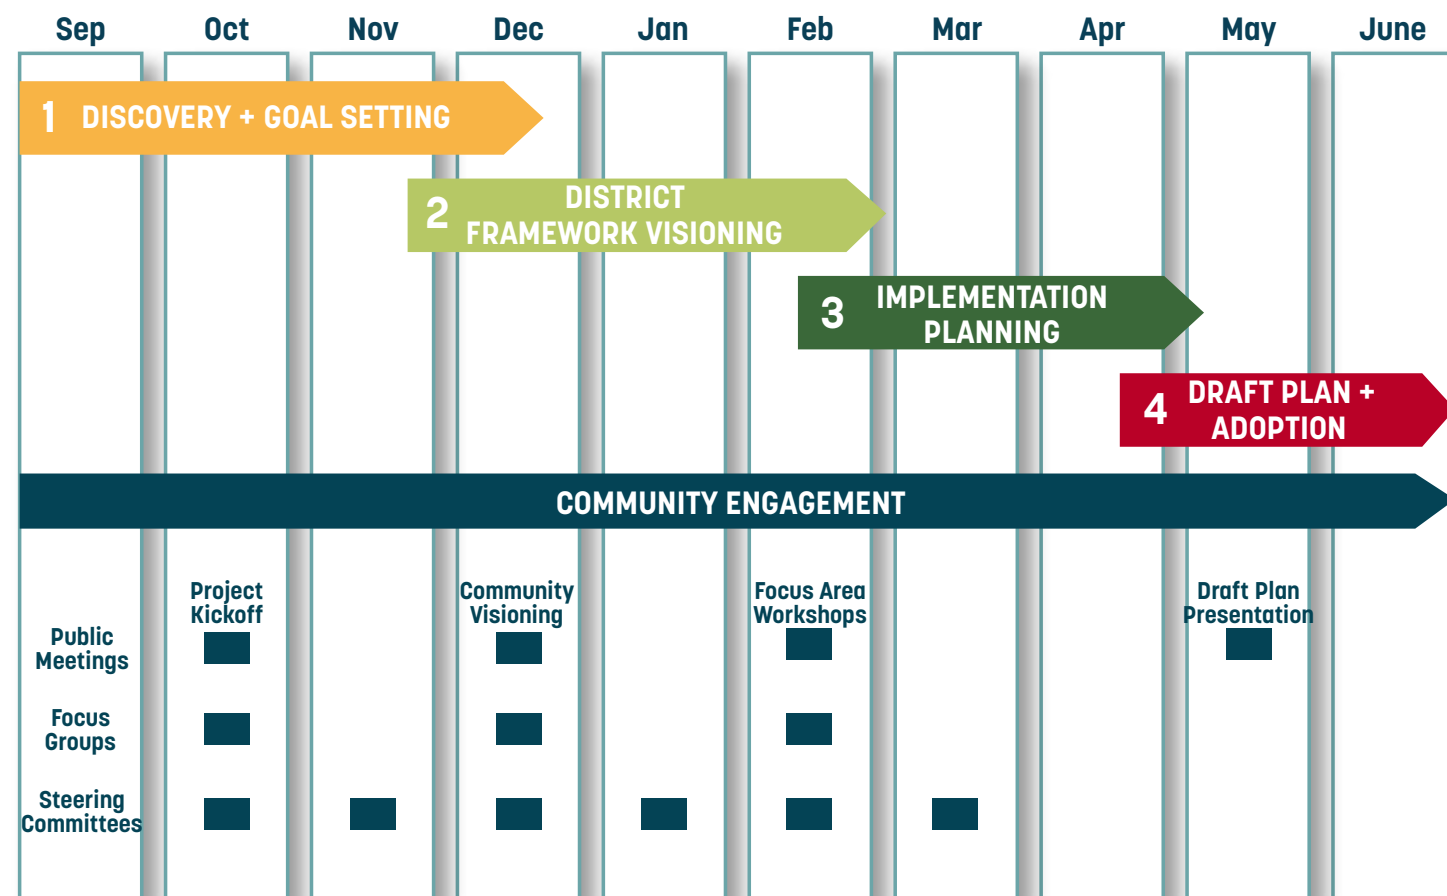 Sep Oct Nov Dec Jan Feb Mar Apr May June
1 DISCOVERY + GOAL SETTING
2 DISTRICT
FRAMEWORK VISIONING
3 IMPLEMENTATION
PLANNING
4 DRAFT PLAN +
ADOPTION
COMMUNITY ENGAGEMENT
Project
Kickoff
Community
Visioning
Focus Area
Workshops
Draft Plan
Presentation
Public
Meetings
Focus
Groups
Steering
Committees